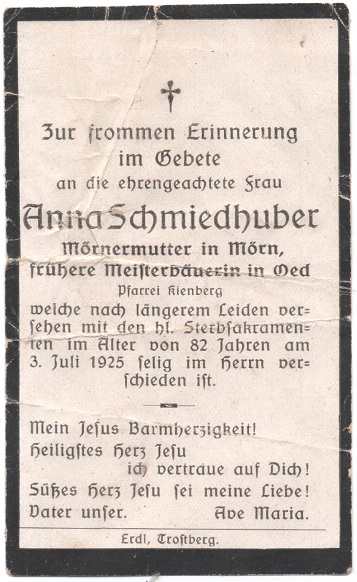 Zur frommen Erinnerung
im Gebete
an die ehrengeachtete Frau
Anna Schmiedhuber
Mörnermutter in Mörn,
frühere Meisterbäuerin in Oed
Pfarrei Kienberg
welche nach längerem Leiden ver-
sehen mit den hl. Sterbsakramen-
ten im Alter von 82 Jahren am
3. Juli 1925 selig im Herrn ver-
schieden ist.
Mein Jesus Barmherzigkeit!
Heiligstes Herz Jesu
ich vertraue auf Dich!
Süßes Herz Jesu sei meine Liebe!
Vater unser. Ave Maria.
Erdl, Trostberg.